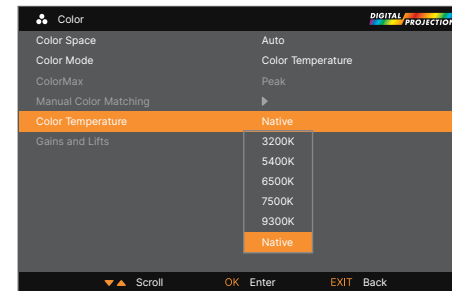 Color
DIGITAL PROJECTION
Color Space Auto
Color Mode Color Temperature
ColorMax Peak
Manual Color Matching
Color Temperature Native
Gains and Lifts
3200K
5400K
6500K
7500K
9300K
Native
Scroll OK Enter EXIT Back